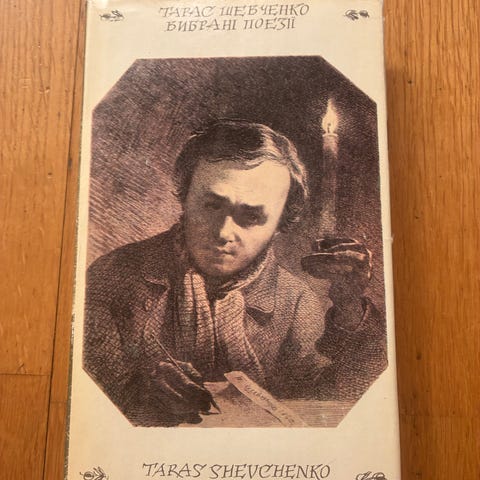 ТАРАС ШЕВЧЕНКО
ВИБРАНІ ПОЕЗІЇ
TARAS SHEVCHENKO